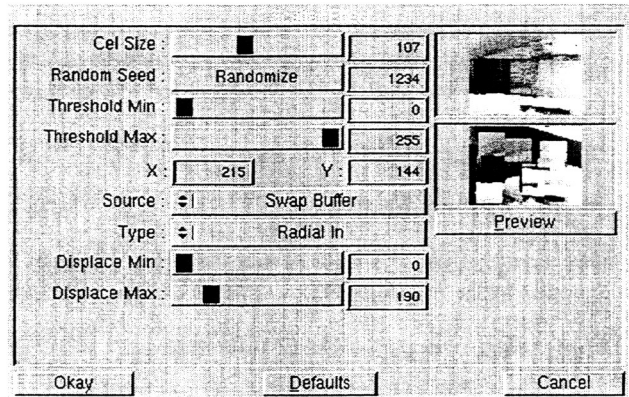 Cel Size : 107
Random Seed : Randomize 1234
Threshold Min : 0
Threshold Max : 255
X : 215 Y : 144
Source : Swap Buffer
Type : Radial In
Displace Min : 0
Displace Max : 190
Preview
Okay Defaults Cancel